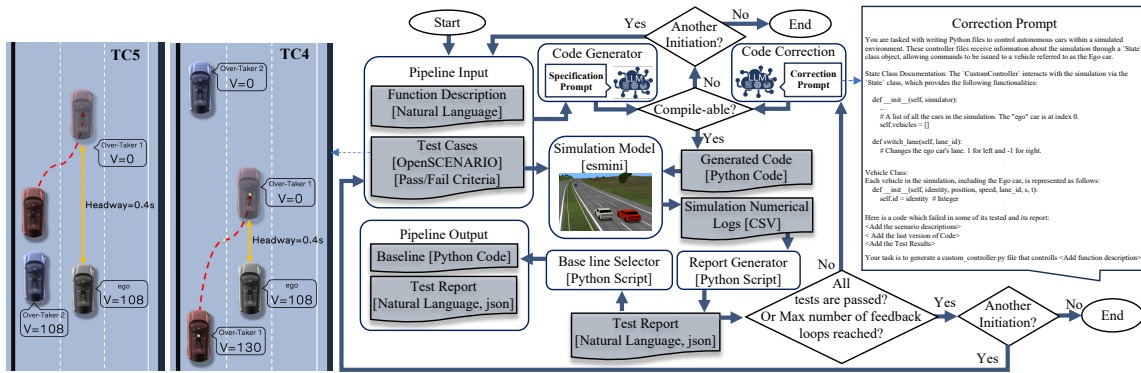 TC5
Over-Taker 1
V=0
Headway=0.4s
ego
V=108
Over-Taker 2
V=108
TC4
Over-Taker 2
V=0
Over-Taker 1
V=0
Headway=0.4s
ego
V=108
Over-Taker 1
V=130
Start
Yes
Another
Initiation?
No
End
Pipeline Input
Function Description
[Natural Language]
Test Cases
[OpenSCENARIO]
[Pass/Fail Criteria]
Code Generator
Specification
Prompt
LLM
No
Code Correction
LLM
Correction
Prompt
Compile-able?
Yes
Simulation Model
[esmini]
Generated Code
[Python Code]
Simulation Numerical
Logs [CSV]
Pipeline Output
Baseline [Python Code]
Test Report
[Natural Language, json]
Base line Selector
[Python Script]
Report Generator
[Python Script]
Test Report
[Natural Language, json]
No
All
tests are passed?
Or Max number of feedback
loops reached?
Yes
Another
Initiation?
No
End
Yes
Correction Prompt
You are tasked with writing Python files to control autonomous cars within a simulated
environment. These controller files receive information about the simulation through a `State`
class object, allowing commands to be issued to a vehicle referred to as the Ego car.
State Class Documentation: The `CustomController` interacts with the simulation via the
`State` class, which provides the following functionalities:
def __init__(self, simulator):
...
# A list of all the cars in the simulation. The "ego" car is at index 0.
self.vehicles = []
def switch_lane(self, lane_id):
# Changes the ego car's lane. 1 for left and -1 for right.
Vehicle Class:
Each vehicle in the simulation, including the Ego car, is represented as follows:
def __init__(self, identity, position, speed, lane_id, s, t):
self.id = identity # Integer
Here is a code which failed in some of its tested and its report:
<Add the scenario descriptions>
< Add the last version of Code>
<Add the Test Results>
Your task is to generate a custom_controller.py file that controlls <Add function description>